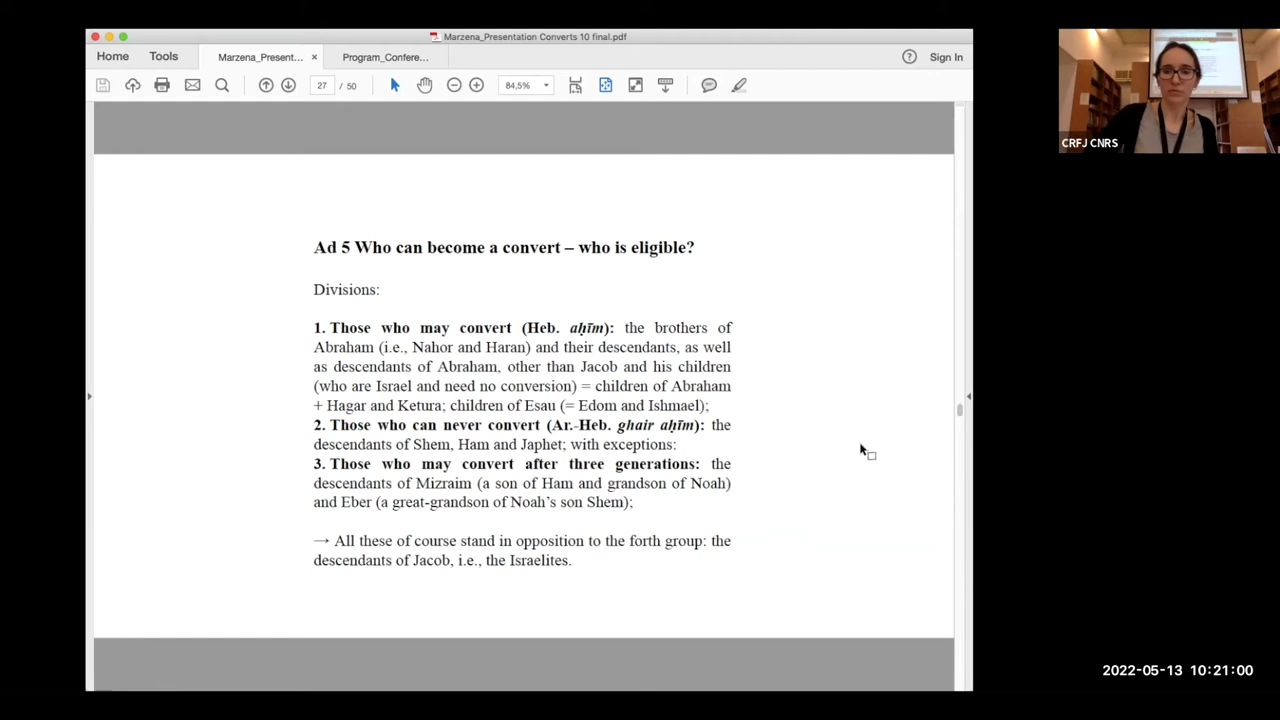 Marzena_Presentation Converts 10 final.pdf
Home Tools Marzena_Present... × Program_Confere... Sign In
27 / 50 84,5%
Ad 5 Who can become a convert – who is eligible?
Divisions:
1. Those who may convert (Heb. aḥīm): the brothers of
Abraham (i.e., Nahor and Haran) and their descendants, as well
as descendants of Abraham, other than Jacob and his children
(who are Israel and need no conversion) = children of Abraham
+ Hagar and Ketura; children of Esau (= Edom and Ishmael);
2. Those who can never convert (Ar.-Heb. ghair aḥīm): the
descendants of Shem, Ham and Japhet; with exceptions:
3. Those who may convert after three generations: the
descendants of Mizraim (a son of Ham and grandson of Noah)
and Eber (a great-grandson of Noah’s son Shem);
→ All these of course stand in opposition to the forth group: the
descendants of Jacob, i.e., the Israelites.
CRFJ CNRS
2022-05-13 10:21:00